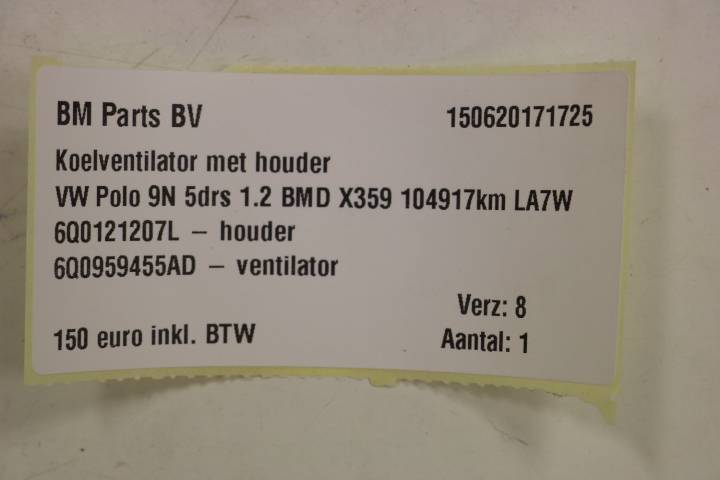 BM Parts BV 150620171725
Koelventilator met houder
VW Polo 9N 5drs 1.2 BMD X359 104917km LA7W
6Q0121207L – houder
6Q0959455AD – ventilator
Verz: 8
150 euro inkl. BTW Aantal: 1